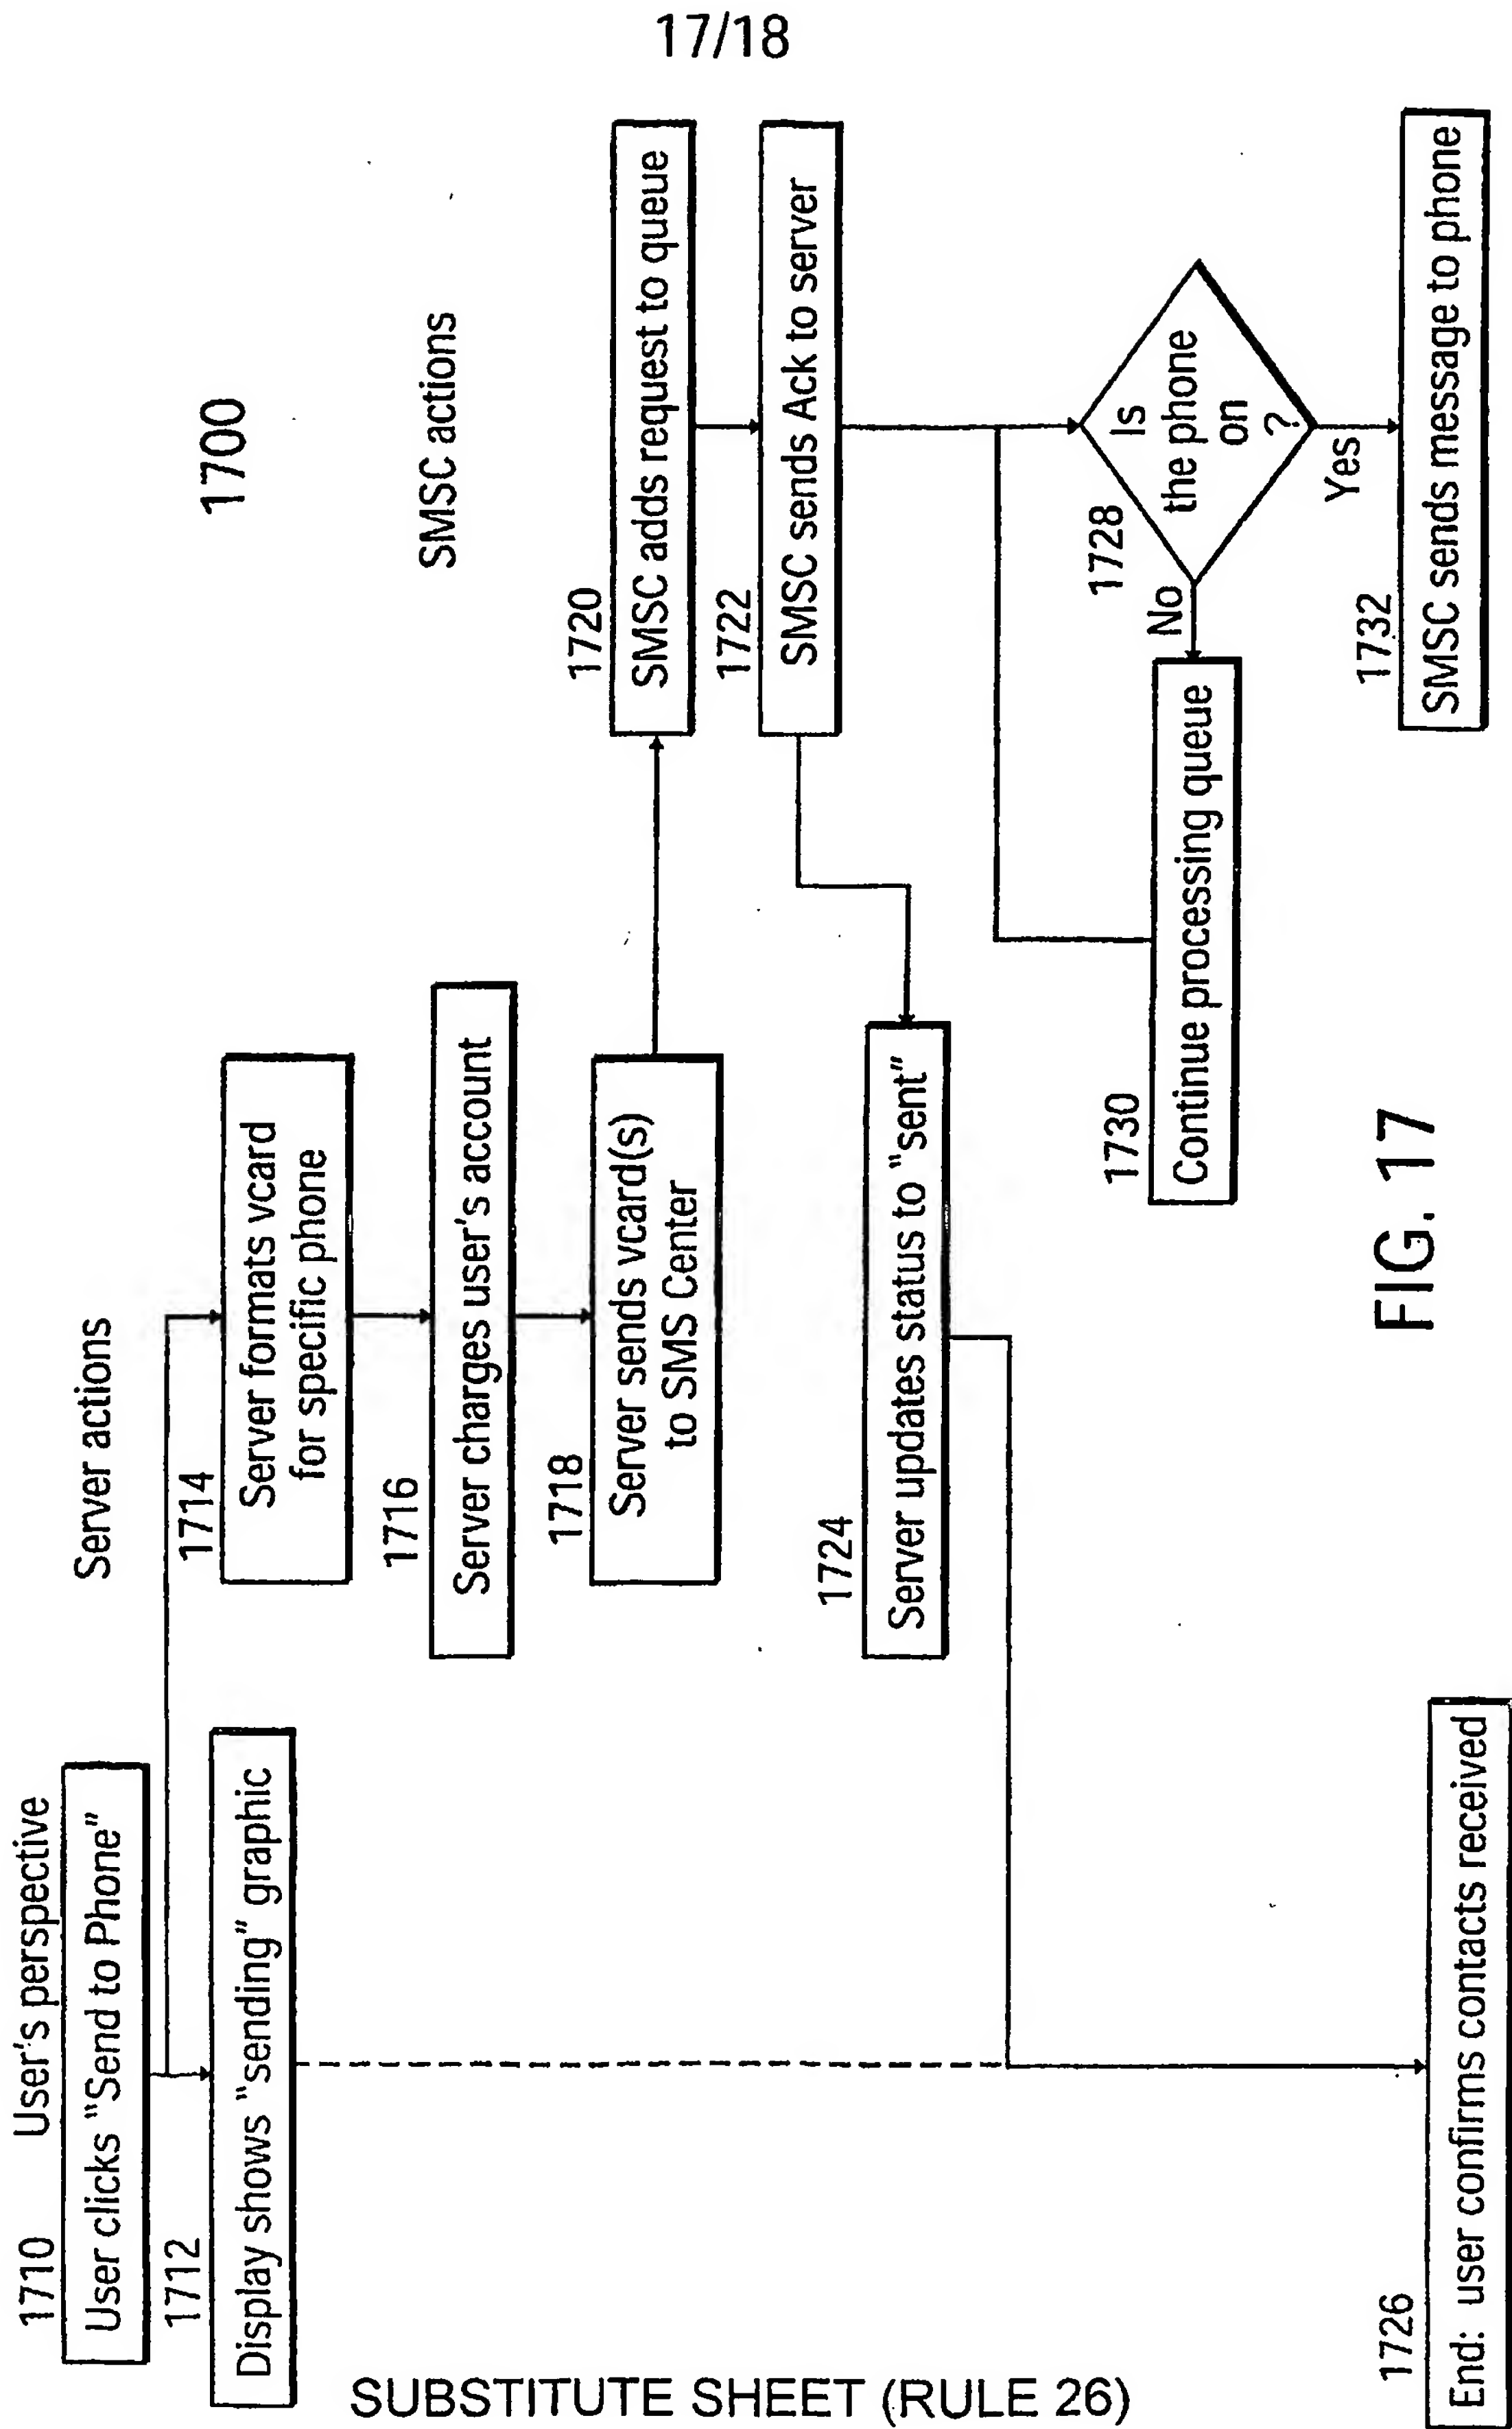 17/18
1700
User's perspective
Server actions
SMSC actions
1710
User clicks "Send to Phone"
1712
Display shows "sending" graphic
1714
Server formats vcard
for specific phone
1716
Server charges user's account
1718
Server sends vcard(s)
to SMS Center
1720
SMSC adds request to queue
1722
SMSC sends Ack to server
1724
Server updates status to "sent"
1728
Is
the phone
on
?
No
Yes
1730
Continue processing queue
1732
SMSC sends message to phone
1726
End: user confirms contacts received
FIG. 17
SUBSTITUTE SHEET (RULE 26)